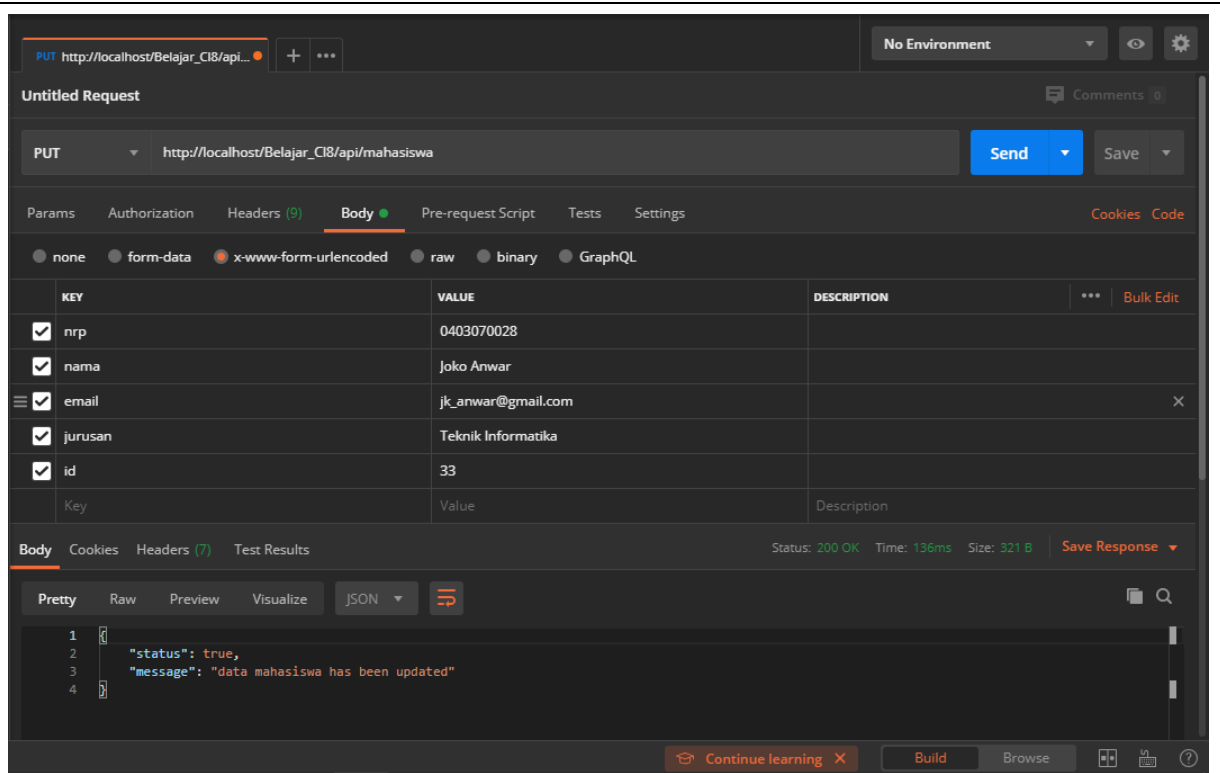 PUT http://localhost/Belajar_CI8/api... + ••• No Environment
Untitled Request Comments 0
PUT http://localhost/Belajar_CI8/api/mahasiswa Send Save
Params Authorization Headers (9) Body Pre-request Script Tests Settings Cookies Code
none form-data x-www-form-urlencoded raw binary GraphQL
KEY VALUE DESCRIPTION ••• Bulk Edit
nrp 0403070028
nama Joko Anwar
email jk_anwar@gmail.com
jurusan Teknik Informatika
id 33
Key Value Description
Body Cookies Headers (7) Test Results Status: 200 OK Time: 136ms Size: 321 B Save Response
Pretty Raw Preview Visualize JSON
1 {
2 "status": true,
3 "message": "data mahasiswa has been updated"
4 }
Continue learning Build Browse